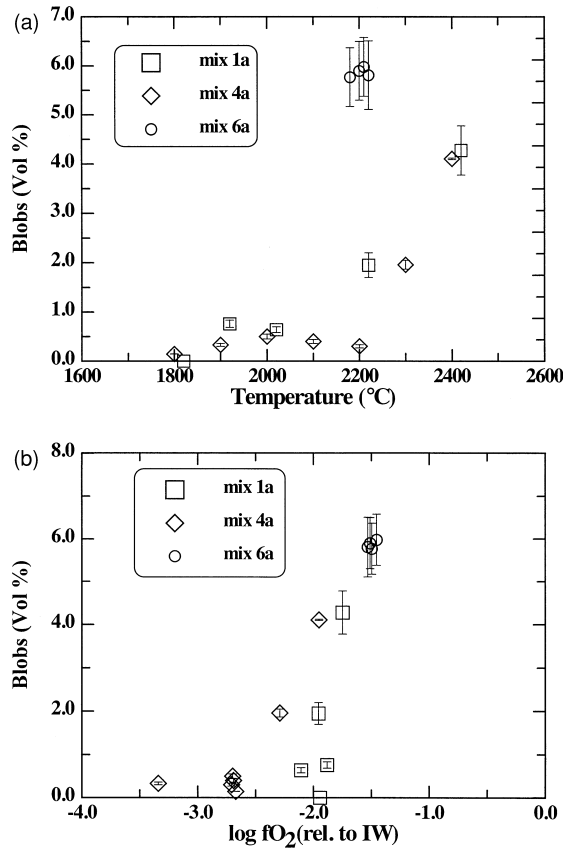 (a)
7.0
6.0
5.0
4.0
3.0
2.0
1.0
0.0
Blobs (Vol %)
mix 1a
mix 4a
mix 6a
1600 1800 2000 2200 2400 2600
Temperature (°C)
(b)
8.0
6.0
4.0
2.0
0.0
Blobs (Vol %)
mix 1a
mix 4a
mix 6a
-4.0 -3.0 -2.0 -1.0 0.0
log fO2(rel. to IW)